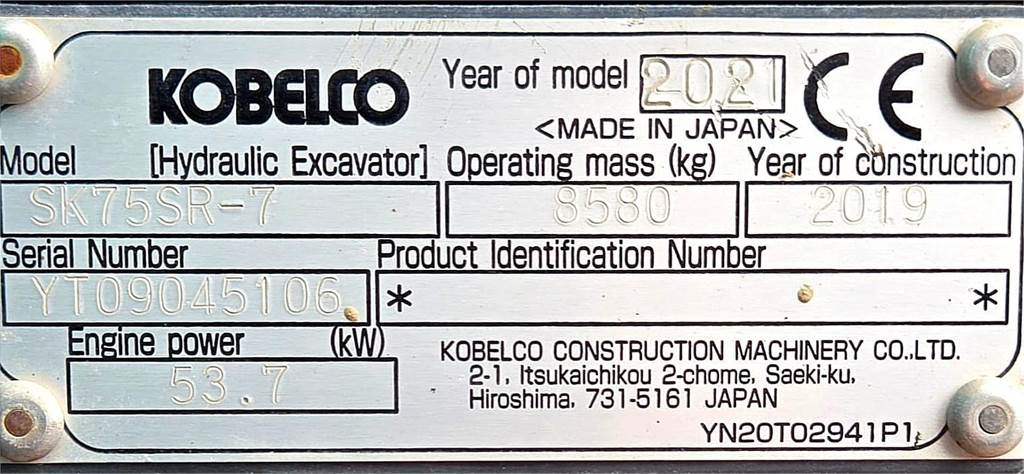 KOBELCO Year of model 2021 CE
<MADE IN JAPAN>
Model [Hydraulic Excavator] Operating mass (kg) Year of construction
SK75SR-7 8580 2019
Serial Number Product Identification Number
YT09045106 * *
Engine power (kW)
53.7
KOBELCO CONSTRUCTION MACHINERY CO.,LTD.
2-1, Itsukaichikou 2-chome, Saeki-ku,
Hiroshima, 731-5161 JAPAN
YN20T02941P1